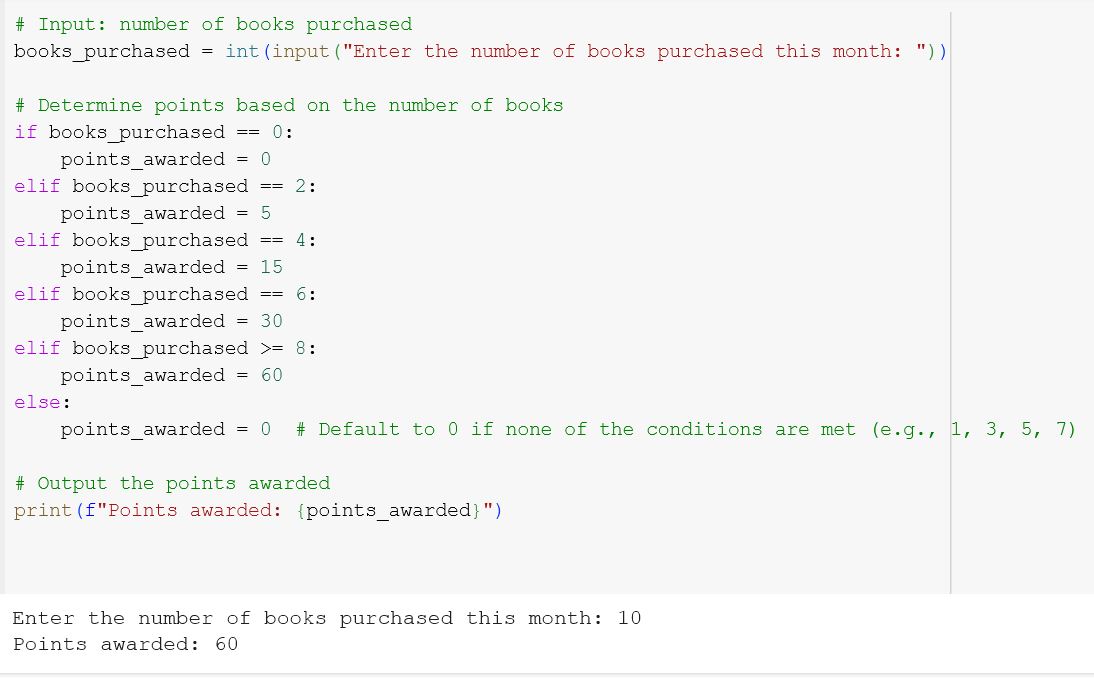 # Input: number of books purchased
books_purchased = int(input("Enter the number of books purchased this month: "))

# Determine points based on the number of books
if books_purchased == 0:
    points_awarded = 0
elif books_purchased == 2:
    points_awarded = 5
elif books_purchased == 4:
    points_awarded = 15
elif books_purchased == 6:
    points_awarded = 30
elif books_purchased >= 8:
    points_awarded = 60
else:
    points_awarded = 0  # Default to 0 if none of the conditions are met (e.g., 1, 3, 5, 7)

# Output the points awarded
print(f"Points awarded: {points_awarded}")

Enter the number of books purchased this month: 10
Points awarded: 60